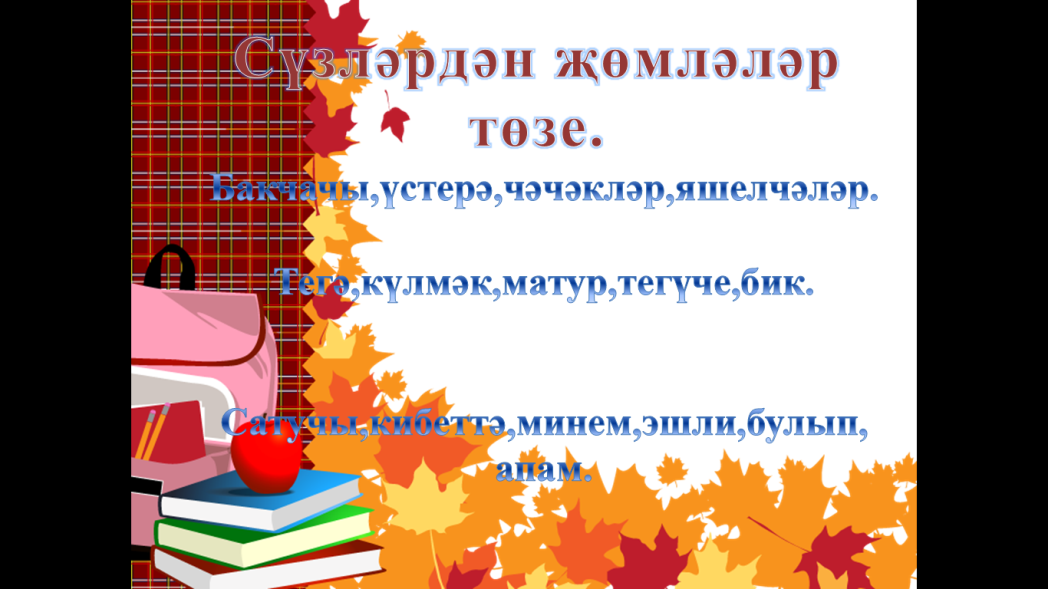 Сүзләрдән җөмләләр
төзе.
Бакчачы,үстерә,чәчәкләр,яшелчәләр.
Тегә,күлмәк,матур,тегүче,бик.
Сатучы,кибеттә,минем,эшли,булып,
апам.